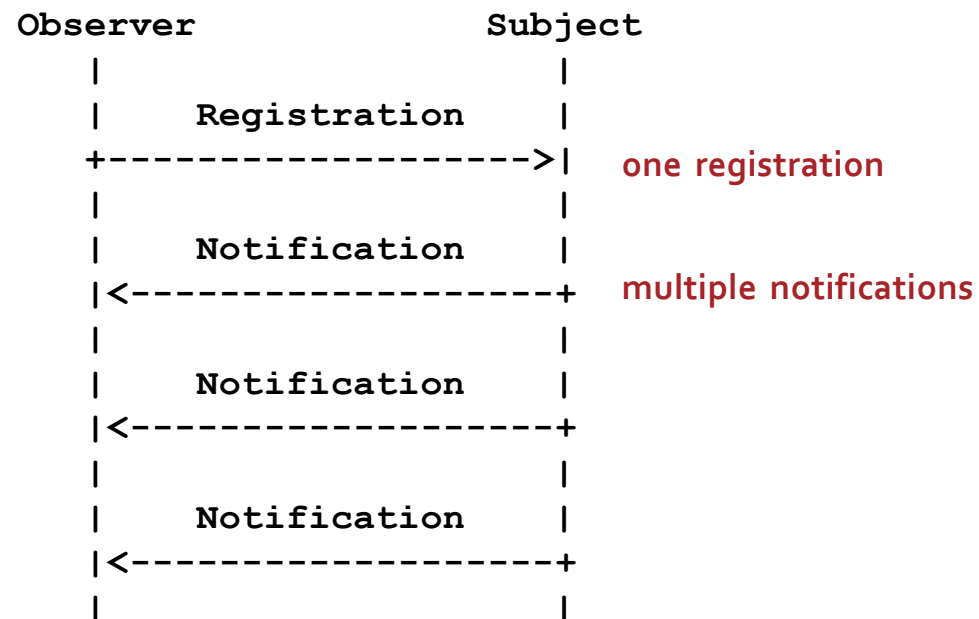 Observer Subject
| |
| Registration |
+------------------->| one registration
| |
| Notification |
|<-------------------+ multiple notifications
| |
| Notification |
|<-------------------+
| |
| Notification |
|<-------------------+
| |